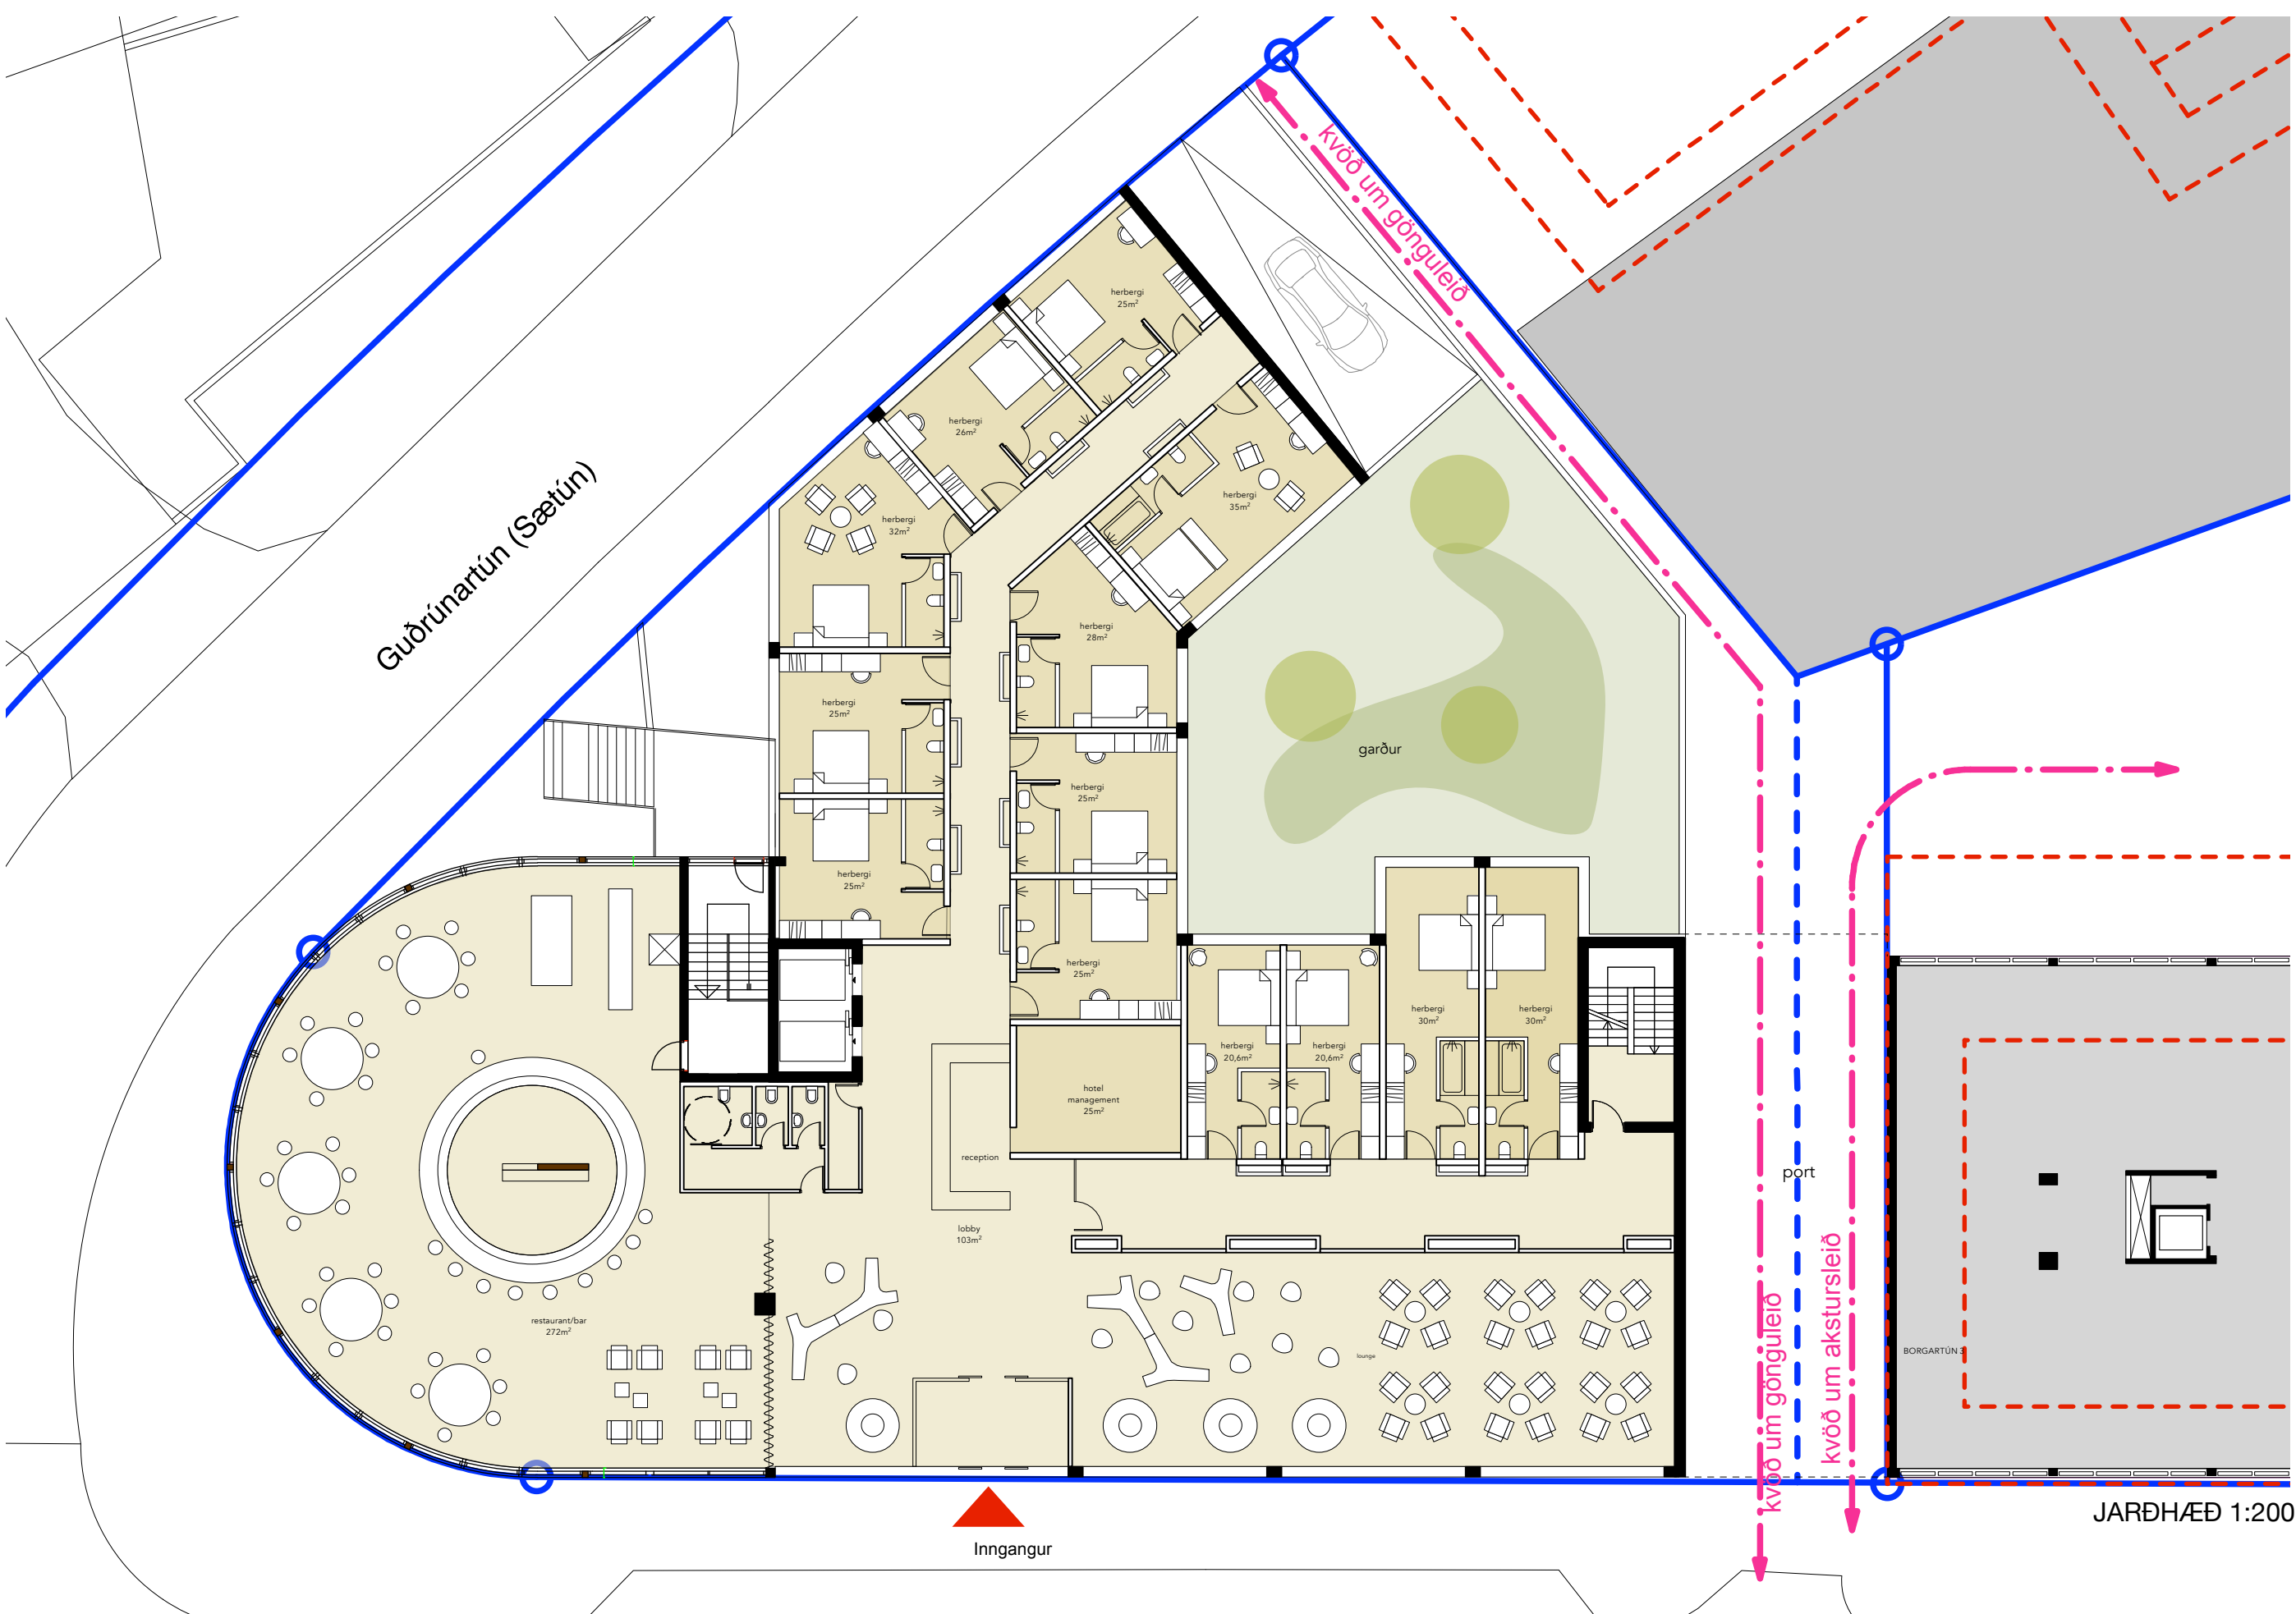 kvöð um gönguleið
herbergi
25m²
herbergi
26m²
herbergi
35m²
herbergi
32m²
Guðrúnartún (Sætún)
herbergi
28m²
herbergi
25m²
garður
herbergi
25m²
herbergi
25m²
herbergi
25m²
herbergi
30m²
herbergi
30m²
herbergi
20,6m²
herbergi
20,6m²
hotel
management
25m²
reception
port
lobby
103m²
restaurant/bar
272m²
lounge
kvöð um gönguleið
kvöð um akstursleið
BORGARTÚN 3
JARÐHÆÐ 1:200
Inngangur